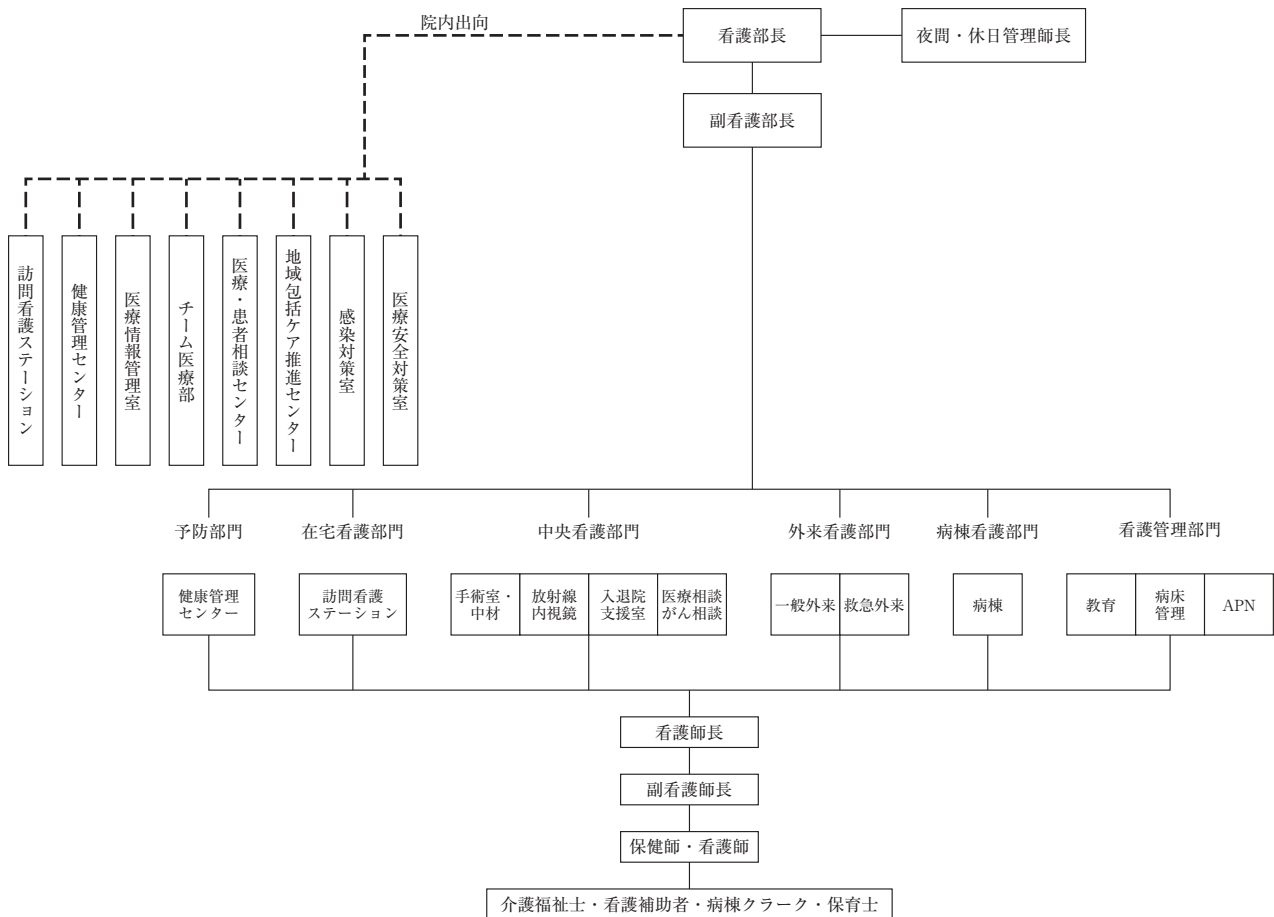 院内出向
看護部長
夜間・休日管理師長
副看護部長
訪問看護ステーション
健康管理センター
医療情報管理室
チーム医療部
医療・患者相談センター
地域包括ケア推進センター
感染対策室
医療安全対策室
予防部門
在宅看護部門
中央看護部門
外来看護部門
病棟看護部門
看護管理部門
健康管理
センター
訪問看護
ステーション
手術室・
中材
放射線
内視鏡
入退院
支援室
医療相談
がん相談
一般外来
救急外来
病棟
教育
病床
管理
APN
看護師長
副看護師長
保健師・看護師
介護福祉士・看護補助者・病棟クラーク・保育士